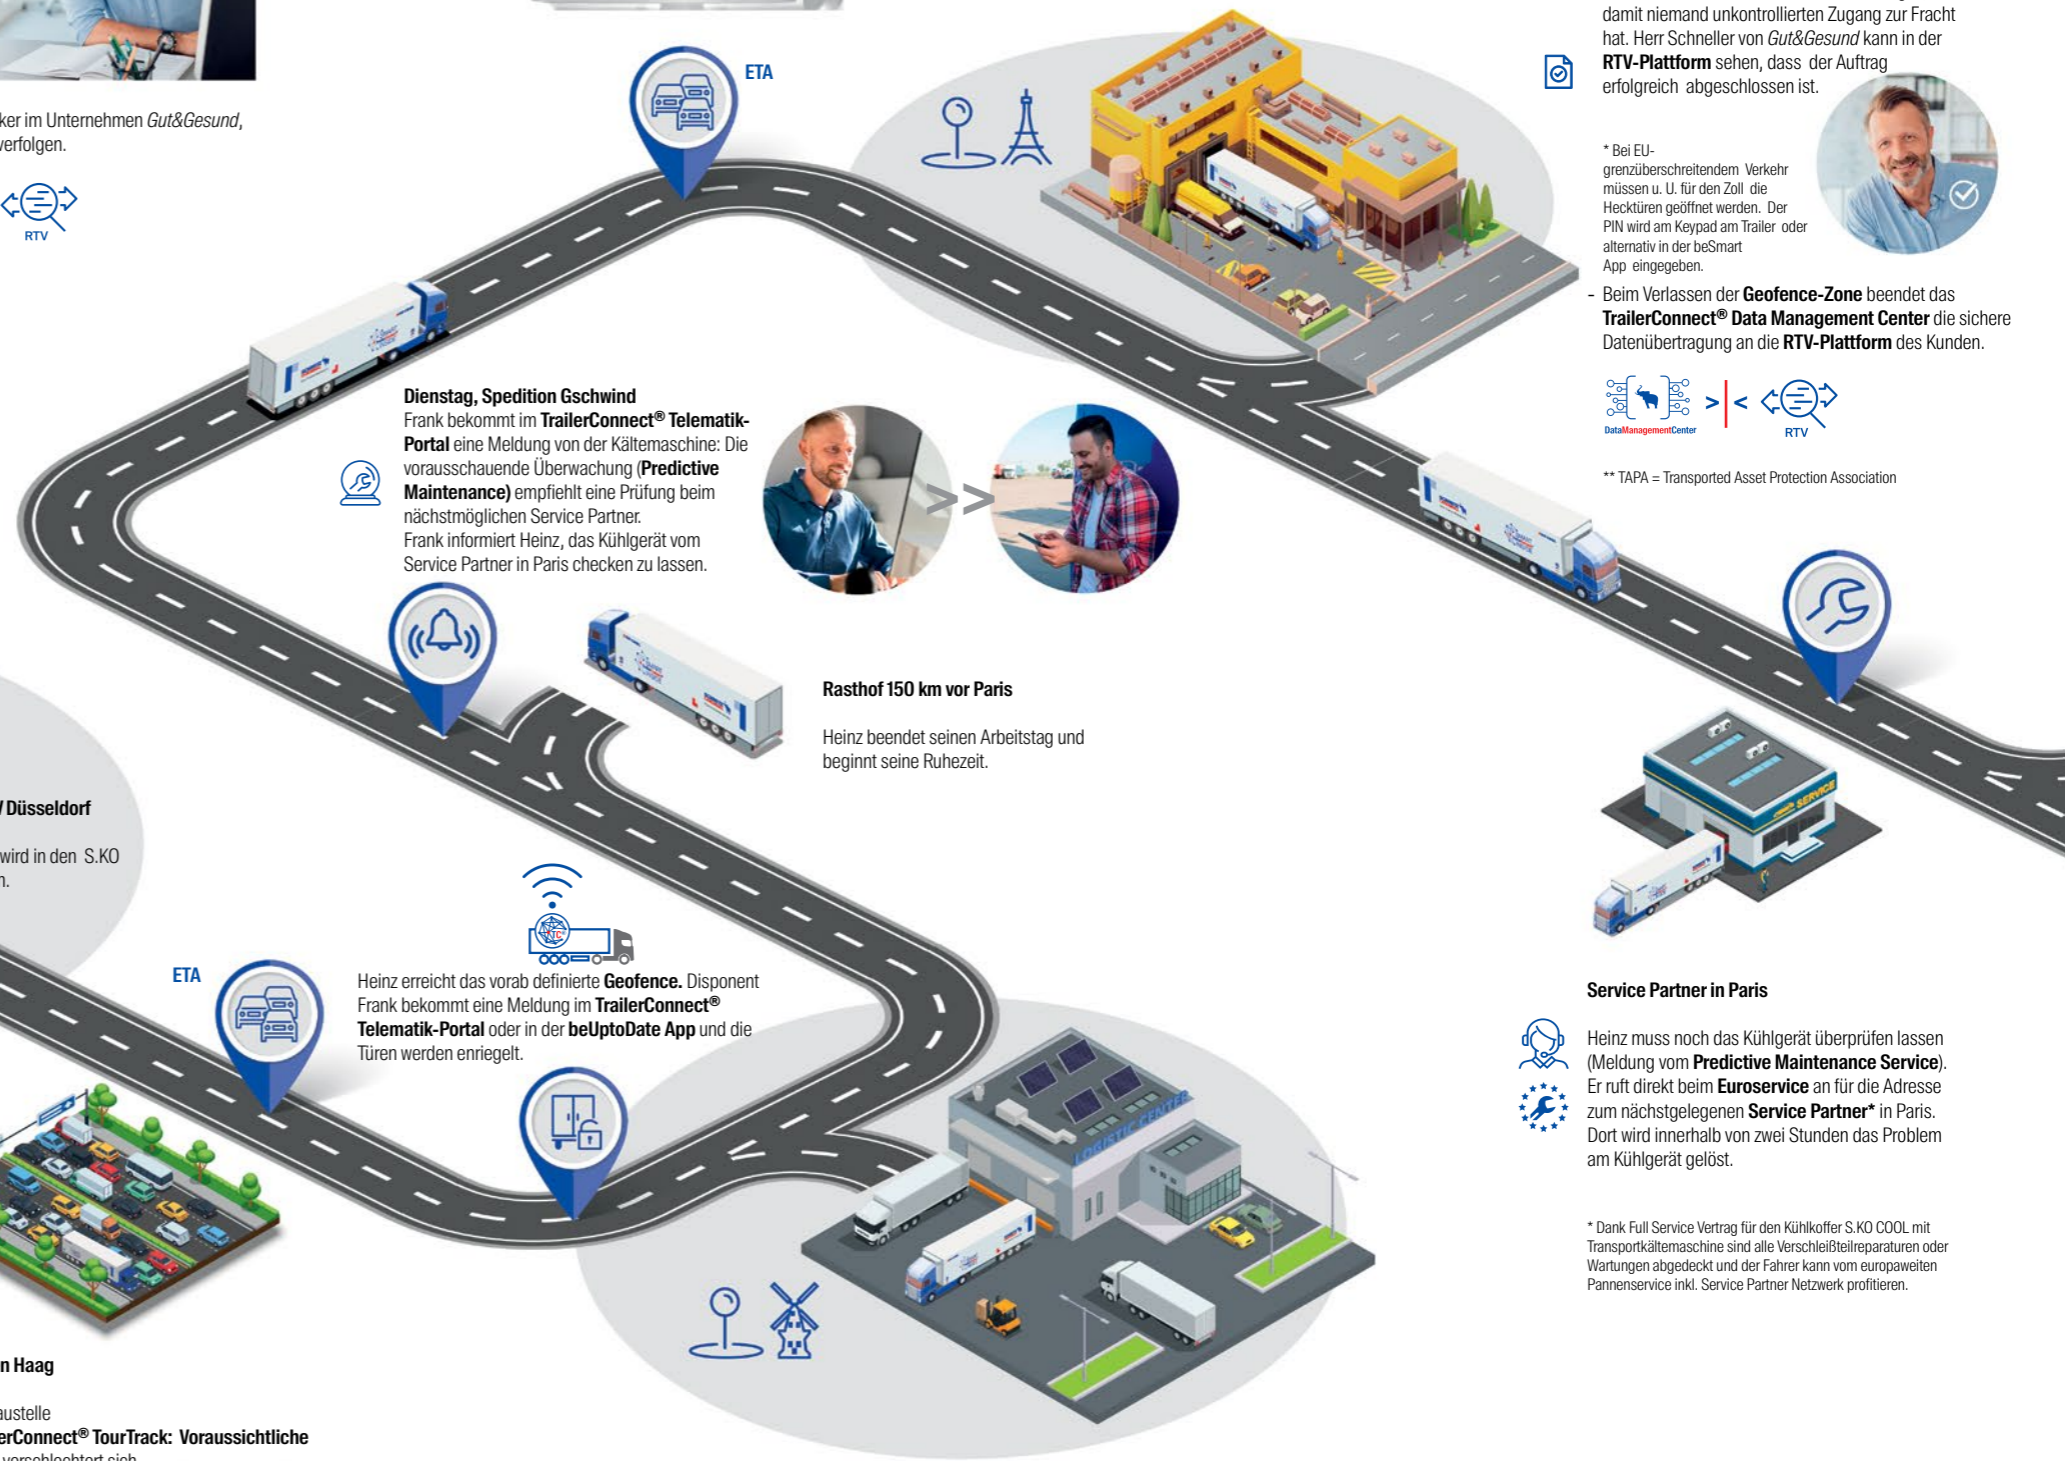 ker im Unternehmen Gut&Gesund,
verfolgen.
RTV
ETA
damit niemand unkontrollierten Zugang zur Fracht
hat. Herr Schneller von Gut&Gesund kann in der
RTV-Plattform sehen, dass der Auftrag
erfolgreich abgeschlossen ist.
* Bei EU-
grenzüberschreitendem Verkehr
müssen u. U. für den Zoll die
Hecktüren geöffnet werden. Der
PIN wird am Keypad am Trailer oder
alternativ in der beSmart
App eingegeben.
- Beim Verlassen der Geofence-Zone beendet das
TrailerConnect® Data Management Center die sichere
Datenübertragung an die RTV-Plattform des Kunden.
DataManagementCenter
> | <
RTV
** TAPA = Transported Asset Protection Association
Dienstag, Spedition Gschwind
Frank bekommt im TrailerConnect® Telematik-
Portal eine Meldung von der Kältemaschine: Die
vorausschauende Überwachung (Predictive
Maintenance) empfiehlt eine Prüfung beim
nächstmöglichen Service Partner.
Frank informiert Heinz, das Kühlgerät vom
Service Partner in Paris checken zu lassen.
>>
Rasthof 150 km vor Paris
Heinz beendet seinen Arbeitstag und
beginnt seine Ruhezeit.
Düsseldorf
wird in den S.KO
n.
SERVICE
TC®
ETA
Heinz erreicht das vorab definierte Geofence. Disponent
Frank bekommt eine Meldung im TrailerConnect®
Telematik-Portal oder in der beUptoDate App und die
Türen werden enriegelt.
LOGISTIC CENTER
Service Partner in Paris
Heinz muss noch das Kühlgerät überprüfen lassen
(Meldung vom Predictive Maintenance Service).
Er ruft direkt beim Euroservice an für die Adresse
zum nächstgelegenen Service Partner* in Paris.
Dort wird innerhalb von zwei Stunden das Problem
am Kühlgerät gelöst.
* Dank Full Service Vertrag für den Kühlkoffer S.KO COOL mit
Transportkältemaschine sind alle Verschleißteilreparaturen oder
Wartungen abgedeckt und der Fahrer kann vom europaweiten
Pannenservice inkl. Service Partner Netzwerk profitieren.
n Haag
austelle
erConnect® TourTrack: Voraussichtliche
verschlechtert sich